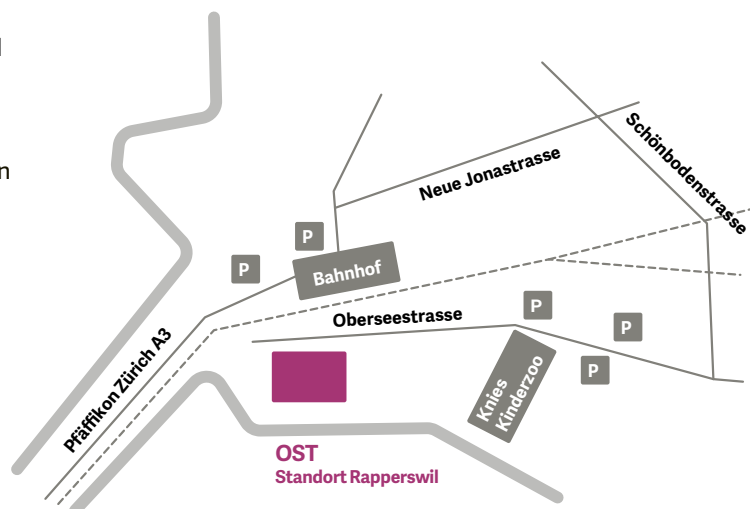 Schönbodenstrasse
Neue Jonastrasse
P
P
Bahnhof
P
Oberseestrasse
P
P
Pfäffikon Zürich A3
Knies
Kinderzoo
OST
Standort Rapperswil
n